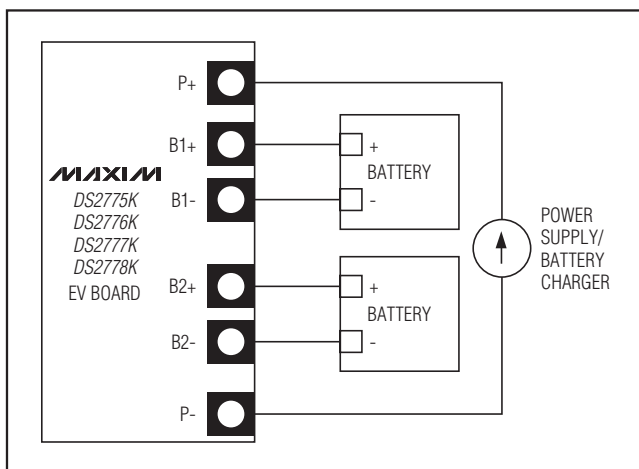 P+
B1+
B1-
MAXIM
DS2775K
DS2776K
DS2777K
DS2778K
EV BOARD
B2+
B2-
P-
+
BATTERY
-
+
BATTERY
-
POWER
SUPPLY/
BATTERY
CHARGER